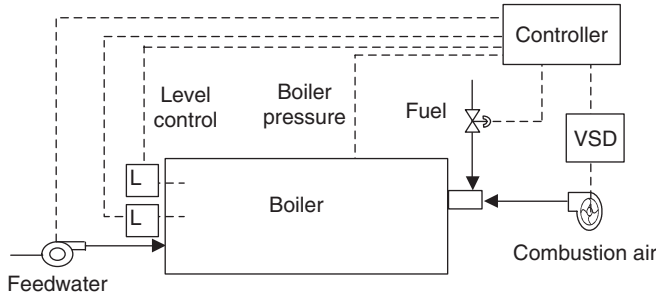 Controller
Level
control
Boiler
pressure
Fuel
VSD
L
L
Boiler
Combustion air
Feedwater